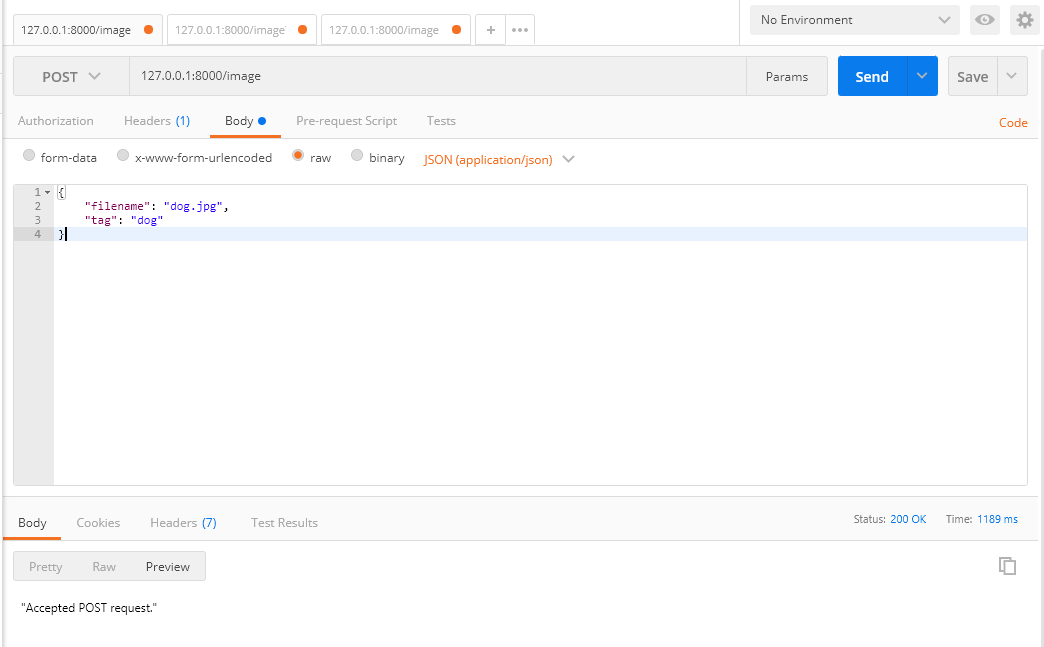 127.0.0.1:8000/image 127.0.0.1:8000/image 127.0.0.1:8000/image + ••• No Environment
POST 127.0.0.1:8000/image Params Send Save
Authorization Headers (1) Body Pre-request Script Tests Code
form-data x-www-form-urlencoded raw binary JSON (application/json)
1 {
2 "filename": "dog.jpg",
3 "tag": "dog"
4 }
Body Cookies Headers (7) Test Results Status: 200 OK Time: 1189 ms
Pretty Raw Preview
"Accepted POST request."